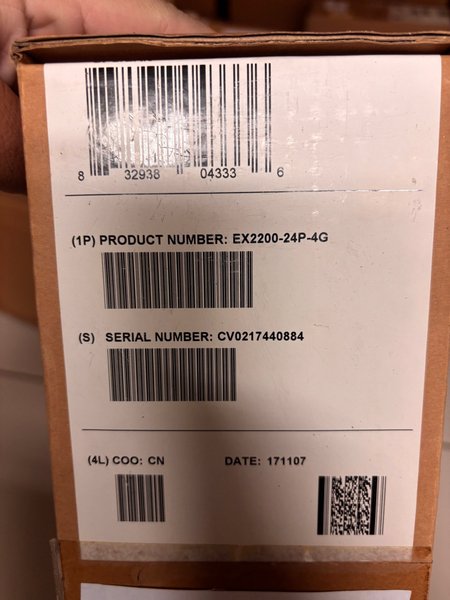 8 32938 04333 6
(1P) PRODUCT NUMBER: EX2200-24P-4G
(S) SERIAL NUMBER: CV0217440884
(4L) COO: CN DATE: 171107